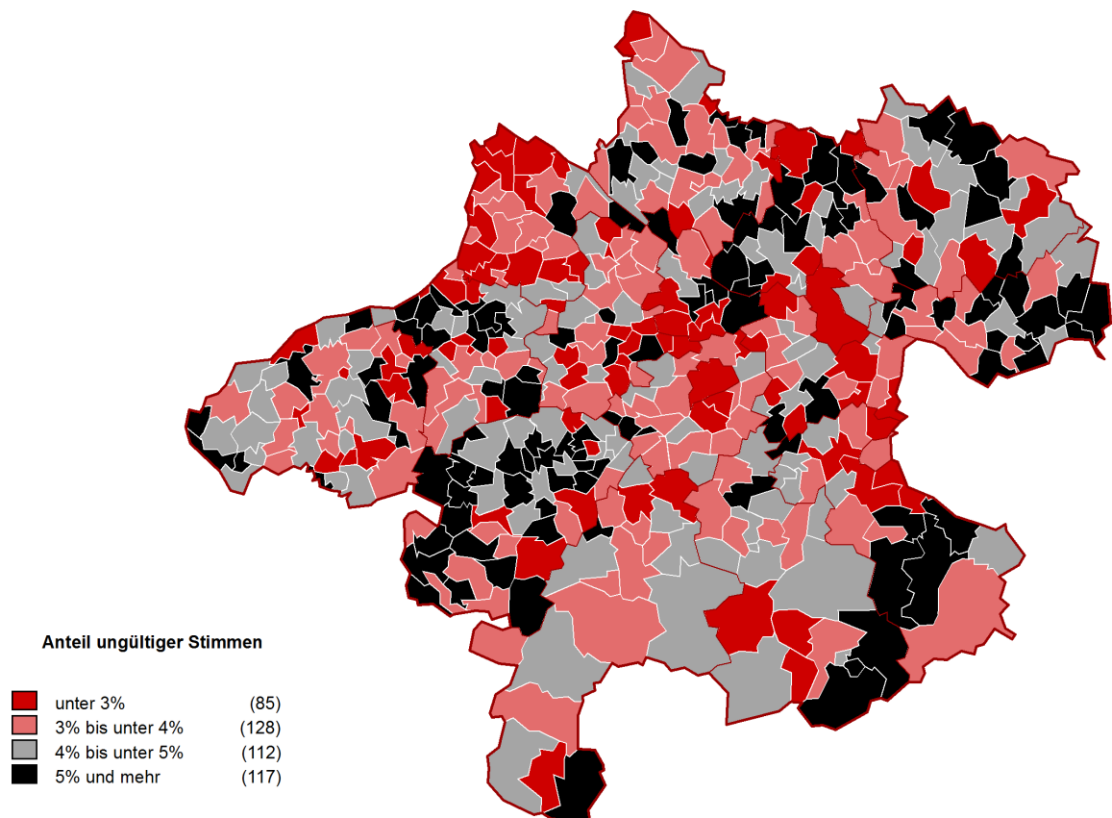 Anteil ungültiger Stimmen
unter 3% (85)
3% bis unter 4% (128)
4% bis unter 5% (112)
5% und mehr (117)